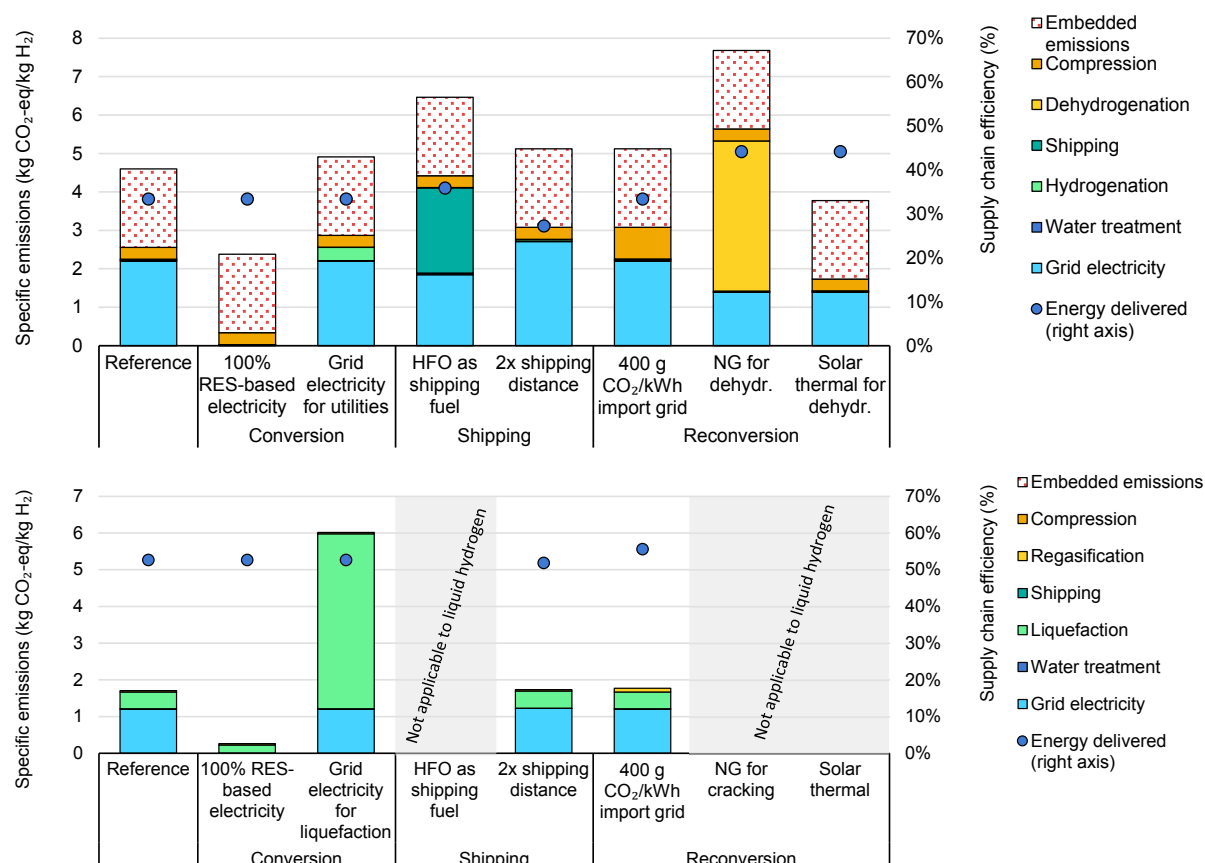 Specific emissions (kg CO₂-eq/kg H₂)
8
7
6
5
4
3
2
1
0
70%
60%
50%
40%
30%
20%
10%
0%
Supply chain efficiency (%)
Embedded
emissions
Compression
Dehydrogenation
Shipping
Hydrogenation
Water treatment
Grid electricity
Energy delivered
(right axis)
Reference
100%
RES-based
electricity
Grid
electricity
for utilities
HFO as
shipping
fuel
2x shipping
distance
400 g
CO₂/kWh
import grid
NG for
dehydr.
Solar
thermal for
dehydr.
Conversion
Shipping
Reconversion
Specific emissions (kg CO₂-eq/kg H₂)
7
6
5
4
3
2
1
0
Not applicable to liquid hydrogen
Not applicable to liquid hydrogen
70%
60%
50%
40%
30%
20%
10%
0%
Supply chain efficiency (%)
Embedded emissions
Compression
Regasification
Shipping
Liquefaction
Water treatment
Grid electricity
Energy delivered
(right axis)
Reference
100% RES-
based
electricity
Grid
electricity
for
liquefaction
HFO as
shipping
fuel
2x shipping
distance
400 g
CO₂/kWh
import grid
NG for
cracking
Solar
thermal
Conversion
Shipping
Reconversion